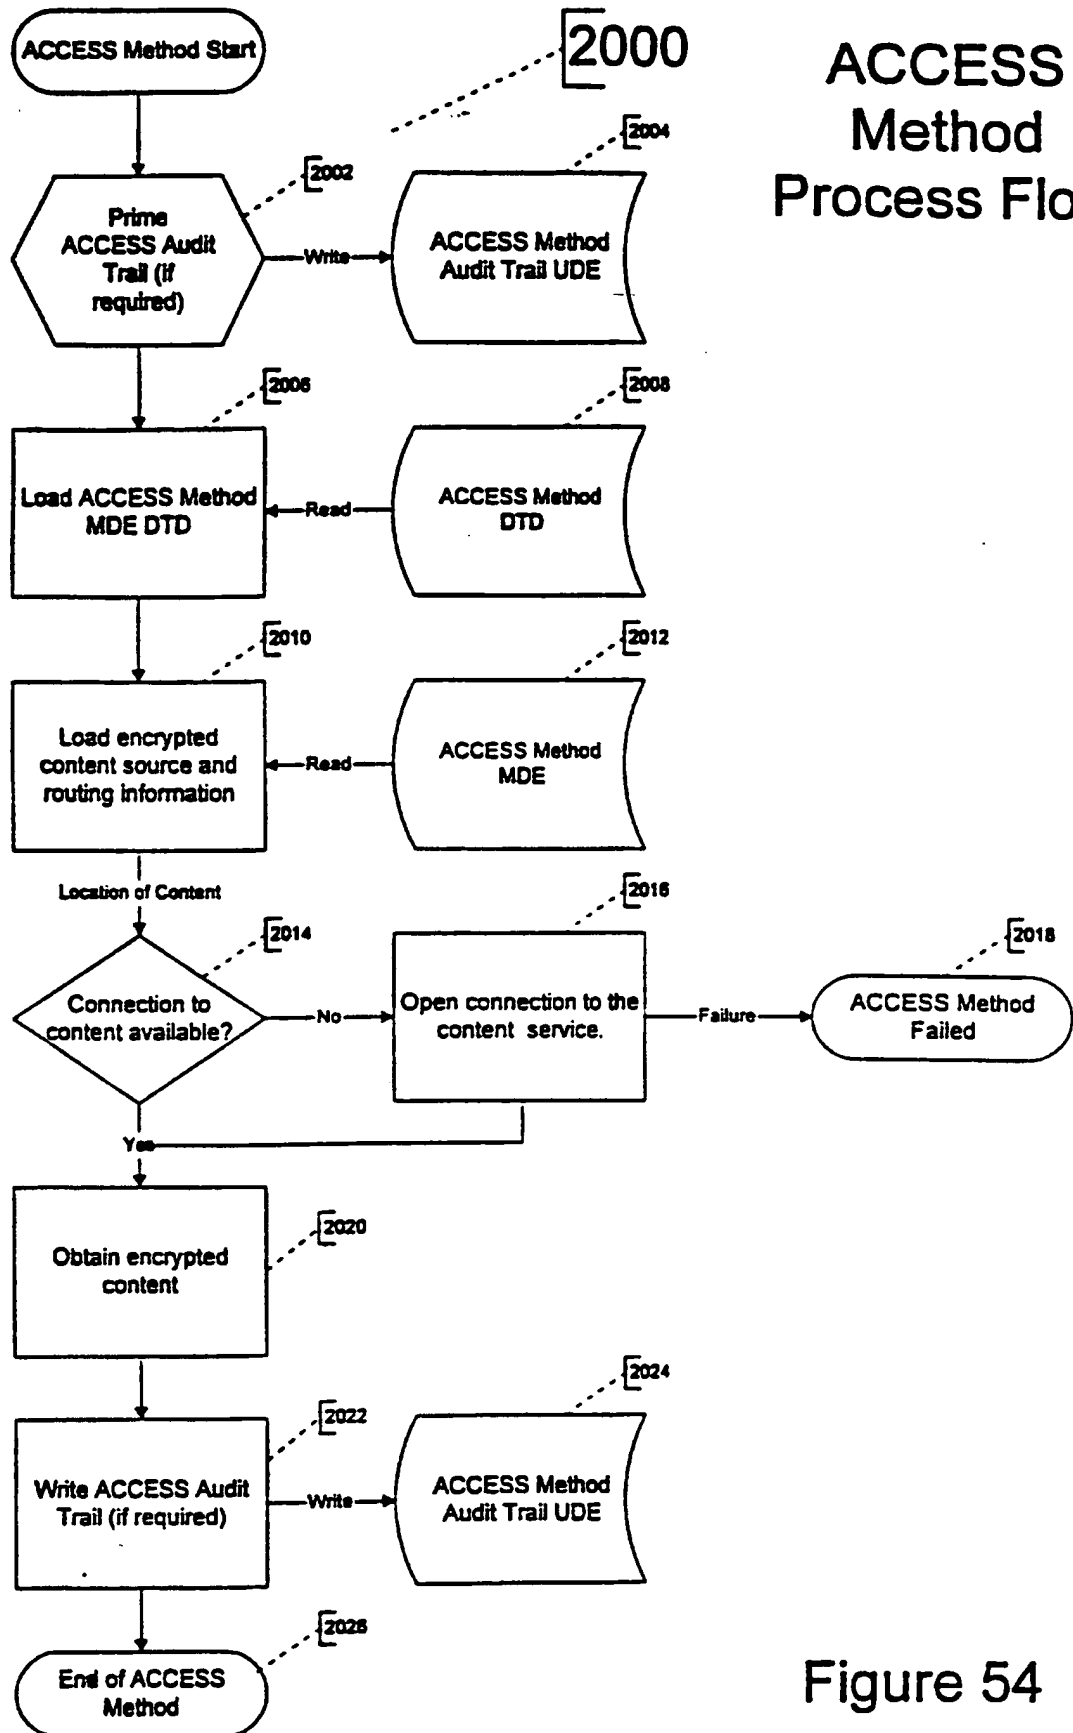 ACCESS Method Start
2000
ACCESS
Method
Process Flo
2004
2002
Prime
ACCESS Audit
Trail (if
required)
Write
ACCESS Method
Audit Trail UDE
2006
2008
Load ACCESS Method
MDE DTD
Read
ACCESS Method
DTD
2010
2012
Load encrypted
content source and
routing information
Read
ACCESS Method
MDE
Location of Content
2016
2014
2018
Connection to
content available?
No
Open connection to the
content service.
Failure
ACCESS Method
Failed
Yes
2020
Obtain encrypted
content
2024
2022
Write ACCESS Audit
Trail (if required)
Write
ACCESS Method
Audit Trail UDE
2026
End of ACCESS
Method
Figure 54